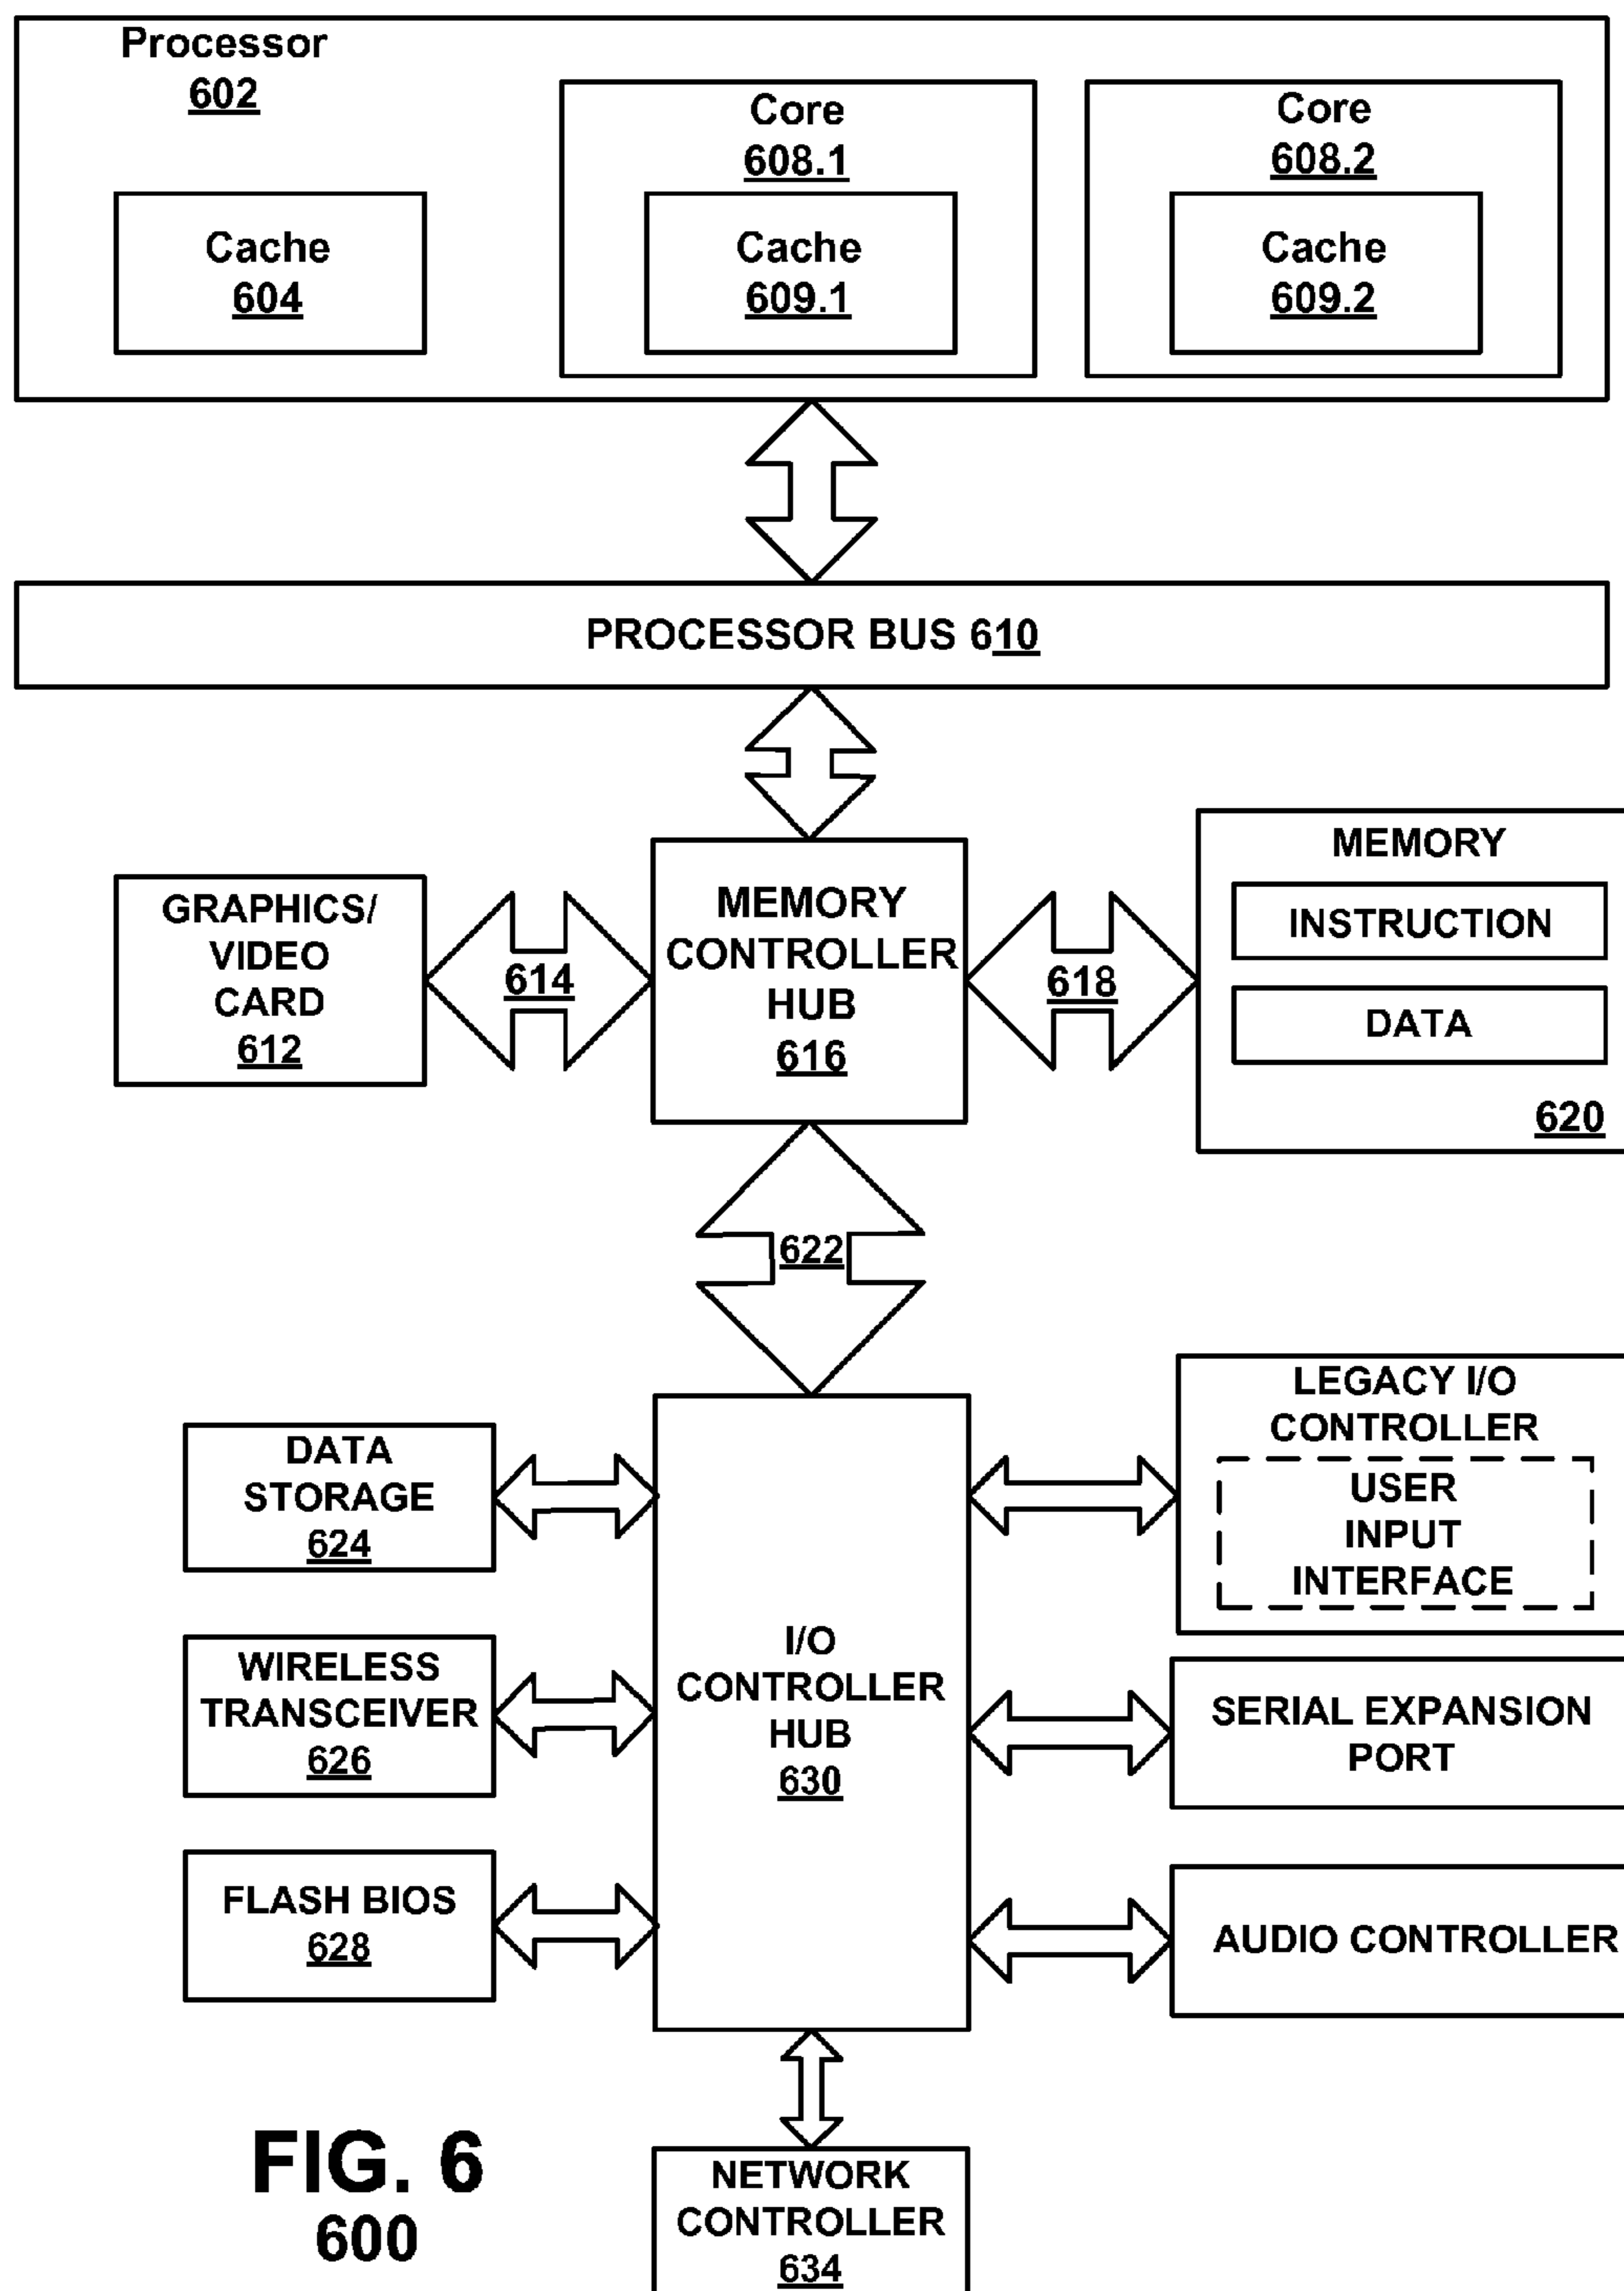 Processor
602
Core
608.1
Core
608.2
Cache
604
Cache
609.1
Cache
609.2
PROCESSOR BUS 610
GRAPHICS/
VIDEO
CARD
612
614
MEMORY
CONTROLLER
HUB
616
618
MEMORY
INSTRUCTION
DATA
620
622
DATA
STORAGE
624
LEGACY I/O
CONTROLLER
USER
INPUT
INTERFACE
WIRELESS
TRANSCEIVER
626
I/O
CONTROLLER
HUB
630
SERIAL EXPANSION
PORT
FLASH BIOS
628
AUDIO CONTROLLER
NETWORK
CONTROLLER
634
FIG. 6
600